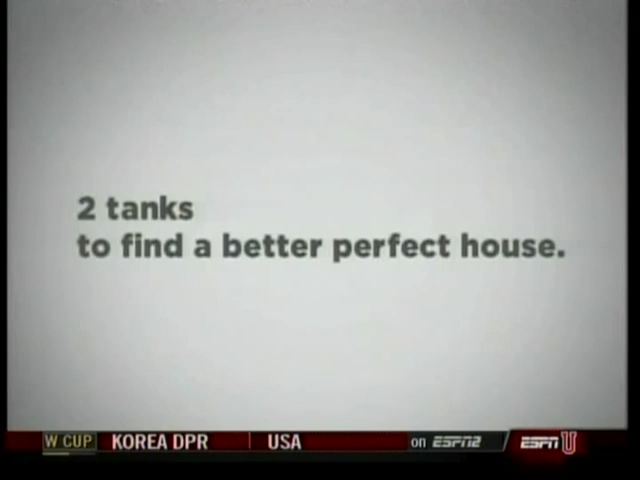 2 tanks
to find a better perfect house.
W CUP KOREA DPR USA on ESPN2 ESPN U